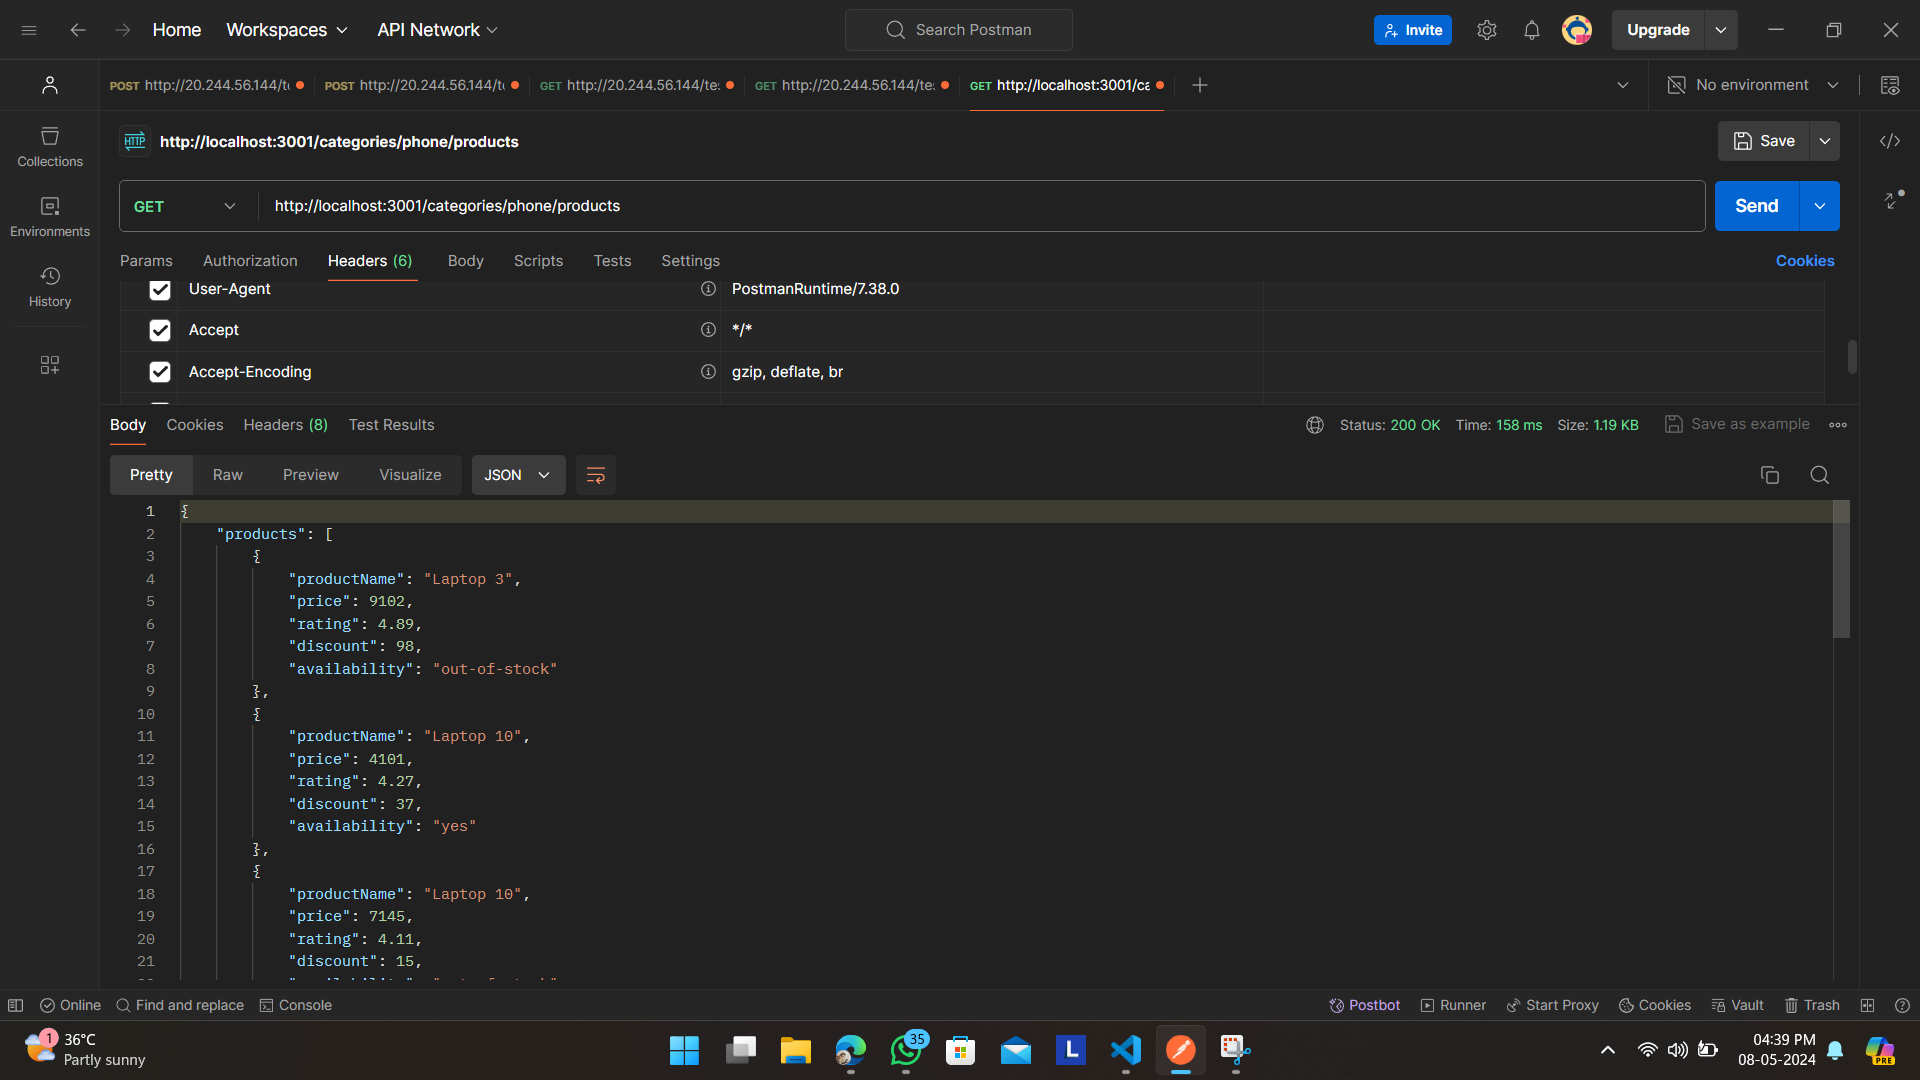 Home Workspaces API Network Search Postman Invite Upgrade
POST http://20.244.56.144/t POST http://20.244.56.144/t GET http://20.244.56.144/te: GET http://20.244.56.144/te: GET http://localhost:3001/ca No environment
HTTP http://localhost:3001/categories/phone/products Save
Collections
Environments
History
GET http://localhost:3001/categories/phone/products Send
Params Authorization Headers (6) Body Scripts Tests Settings Cookies
User-Agent PostmanRuntime/7.38.0
Accept */*
Accept-Encoding gzip, deflate, br
Body Cookies Headers (8) Test Results Status: 200 OK Time: 158 ms Size: 1.19 KB Save as example
Pretty Raw Preview Visualize JSON
1 {
2 "products": [
3 {
4 "productName": "Laptop 3",
5 "price": 9102,
6 "rating": 4.89,
7 "discount": 98,
8 "availability": "out-of-stock"
9 },
10 {
11 "productName": "Laptop 10",
12 "price": 4101,
13 "rating": 4.27,
14 "discount": 37,
15 "availability": "yes"
16 },
17 {
18 "productName": "Laptop 10",
19 "price": 7145,
20 "rating": 4.11,
21 "discount": 15,
Online Find and replace Console Postbot Runner Start Proxy Cookies Vault Trash
1 36°C
Partly sunny
35
L
04:39 PM
08-05-2024
PRE